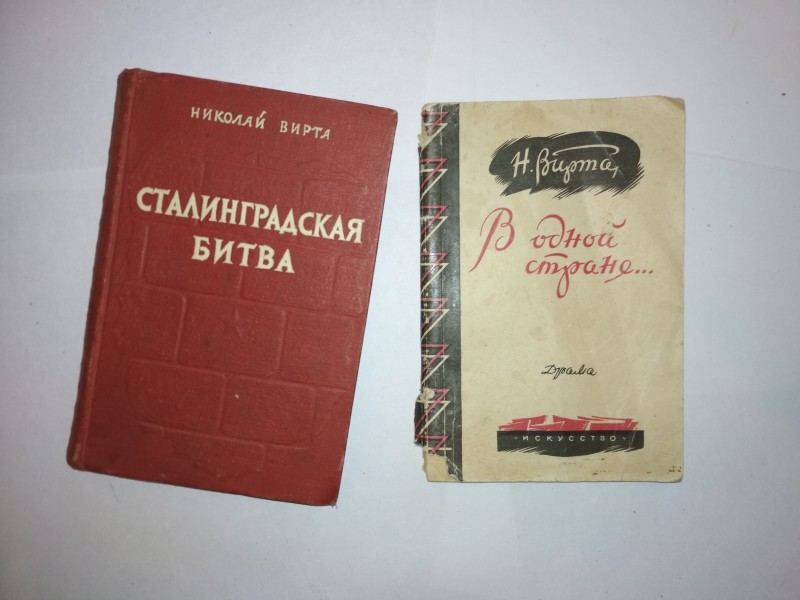 НИКОЛАЙ ВИРТА
СТАЛИНГРАДСКАЯ
БИТВА
Н. Вирта
В одной
стране...
Драма
"ИСКУССТВО"